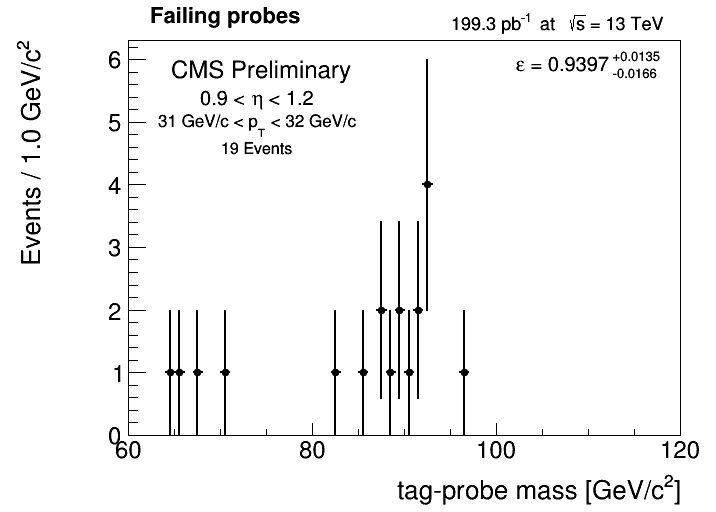 Failing probes
199.3 pb⁻¹ at √s = 13 TeV
CMS Preliminary
0.9 < η < 1.2
31 GeV/c < p_T < 32 GeV/c
19 Events
ε = 0.9397 +0.0135 -0.0166
Events / 1.0 GeV/c²
6
5
4
3
2
1
0
60 80 100 120
tag-probe mass [GeV/c²]